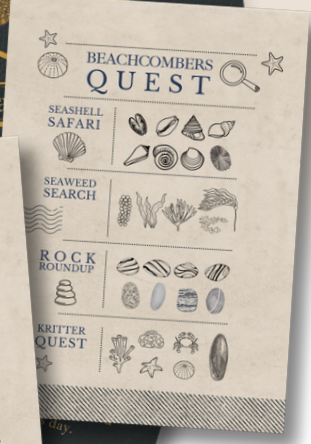 BEACHCOMBERS
QUEST
SEASHELL
SAFARI
SEAWEED
SEARCH
ROCK
ROUNDUP
KRITTER
QUEST
day.